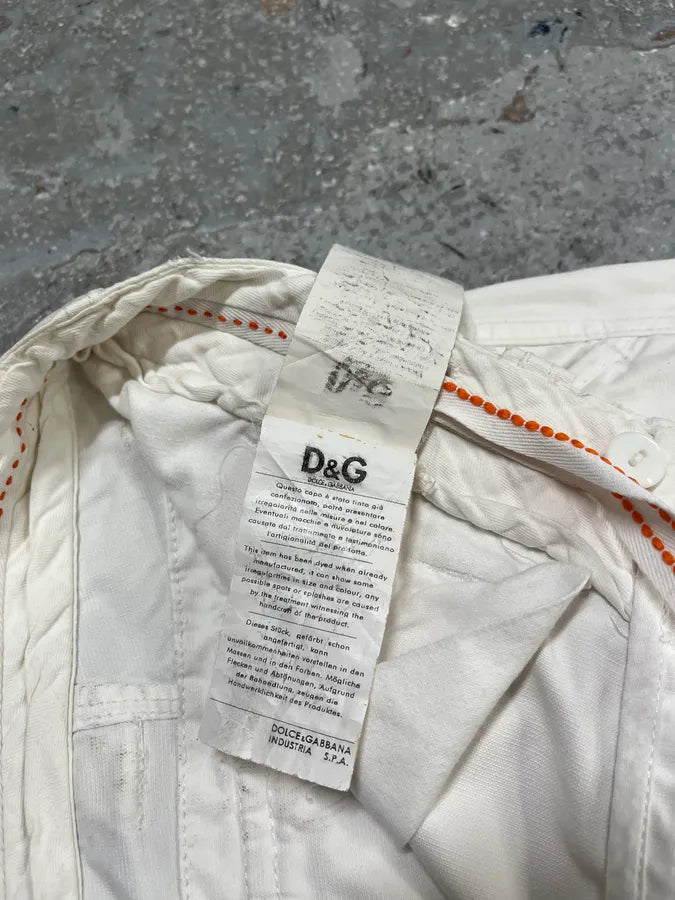 D&G
D&G
DOLCE & GABBANA
Questo capo è stato tinto già
confezionato, potrà presentare
irregolarità nelle misure e nel colore.
Eventuali macchie e nuvolature sono
causate dal trattamento e testimoniano
l'artigianalità del prodotto.
This item has been dyed when already
manufactured, it can show some
irregularities in size and colour, any
possible spots or splashes are caused
by the treatment witnessing the
handcraft of the product.
Dieses Stück, gefärbt schon
angefertigt, kann
unvollkommenheiten vorstellen in den
Massen und in den Farben. Mögliche
Flecken und Abtönungen, Aufgrund
der Behandlung, zeugen die
Handwerklichkeit des Produktes.
DOLCE&GABBANA
INDUSTRIA S.P.A.